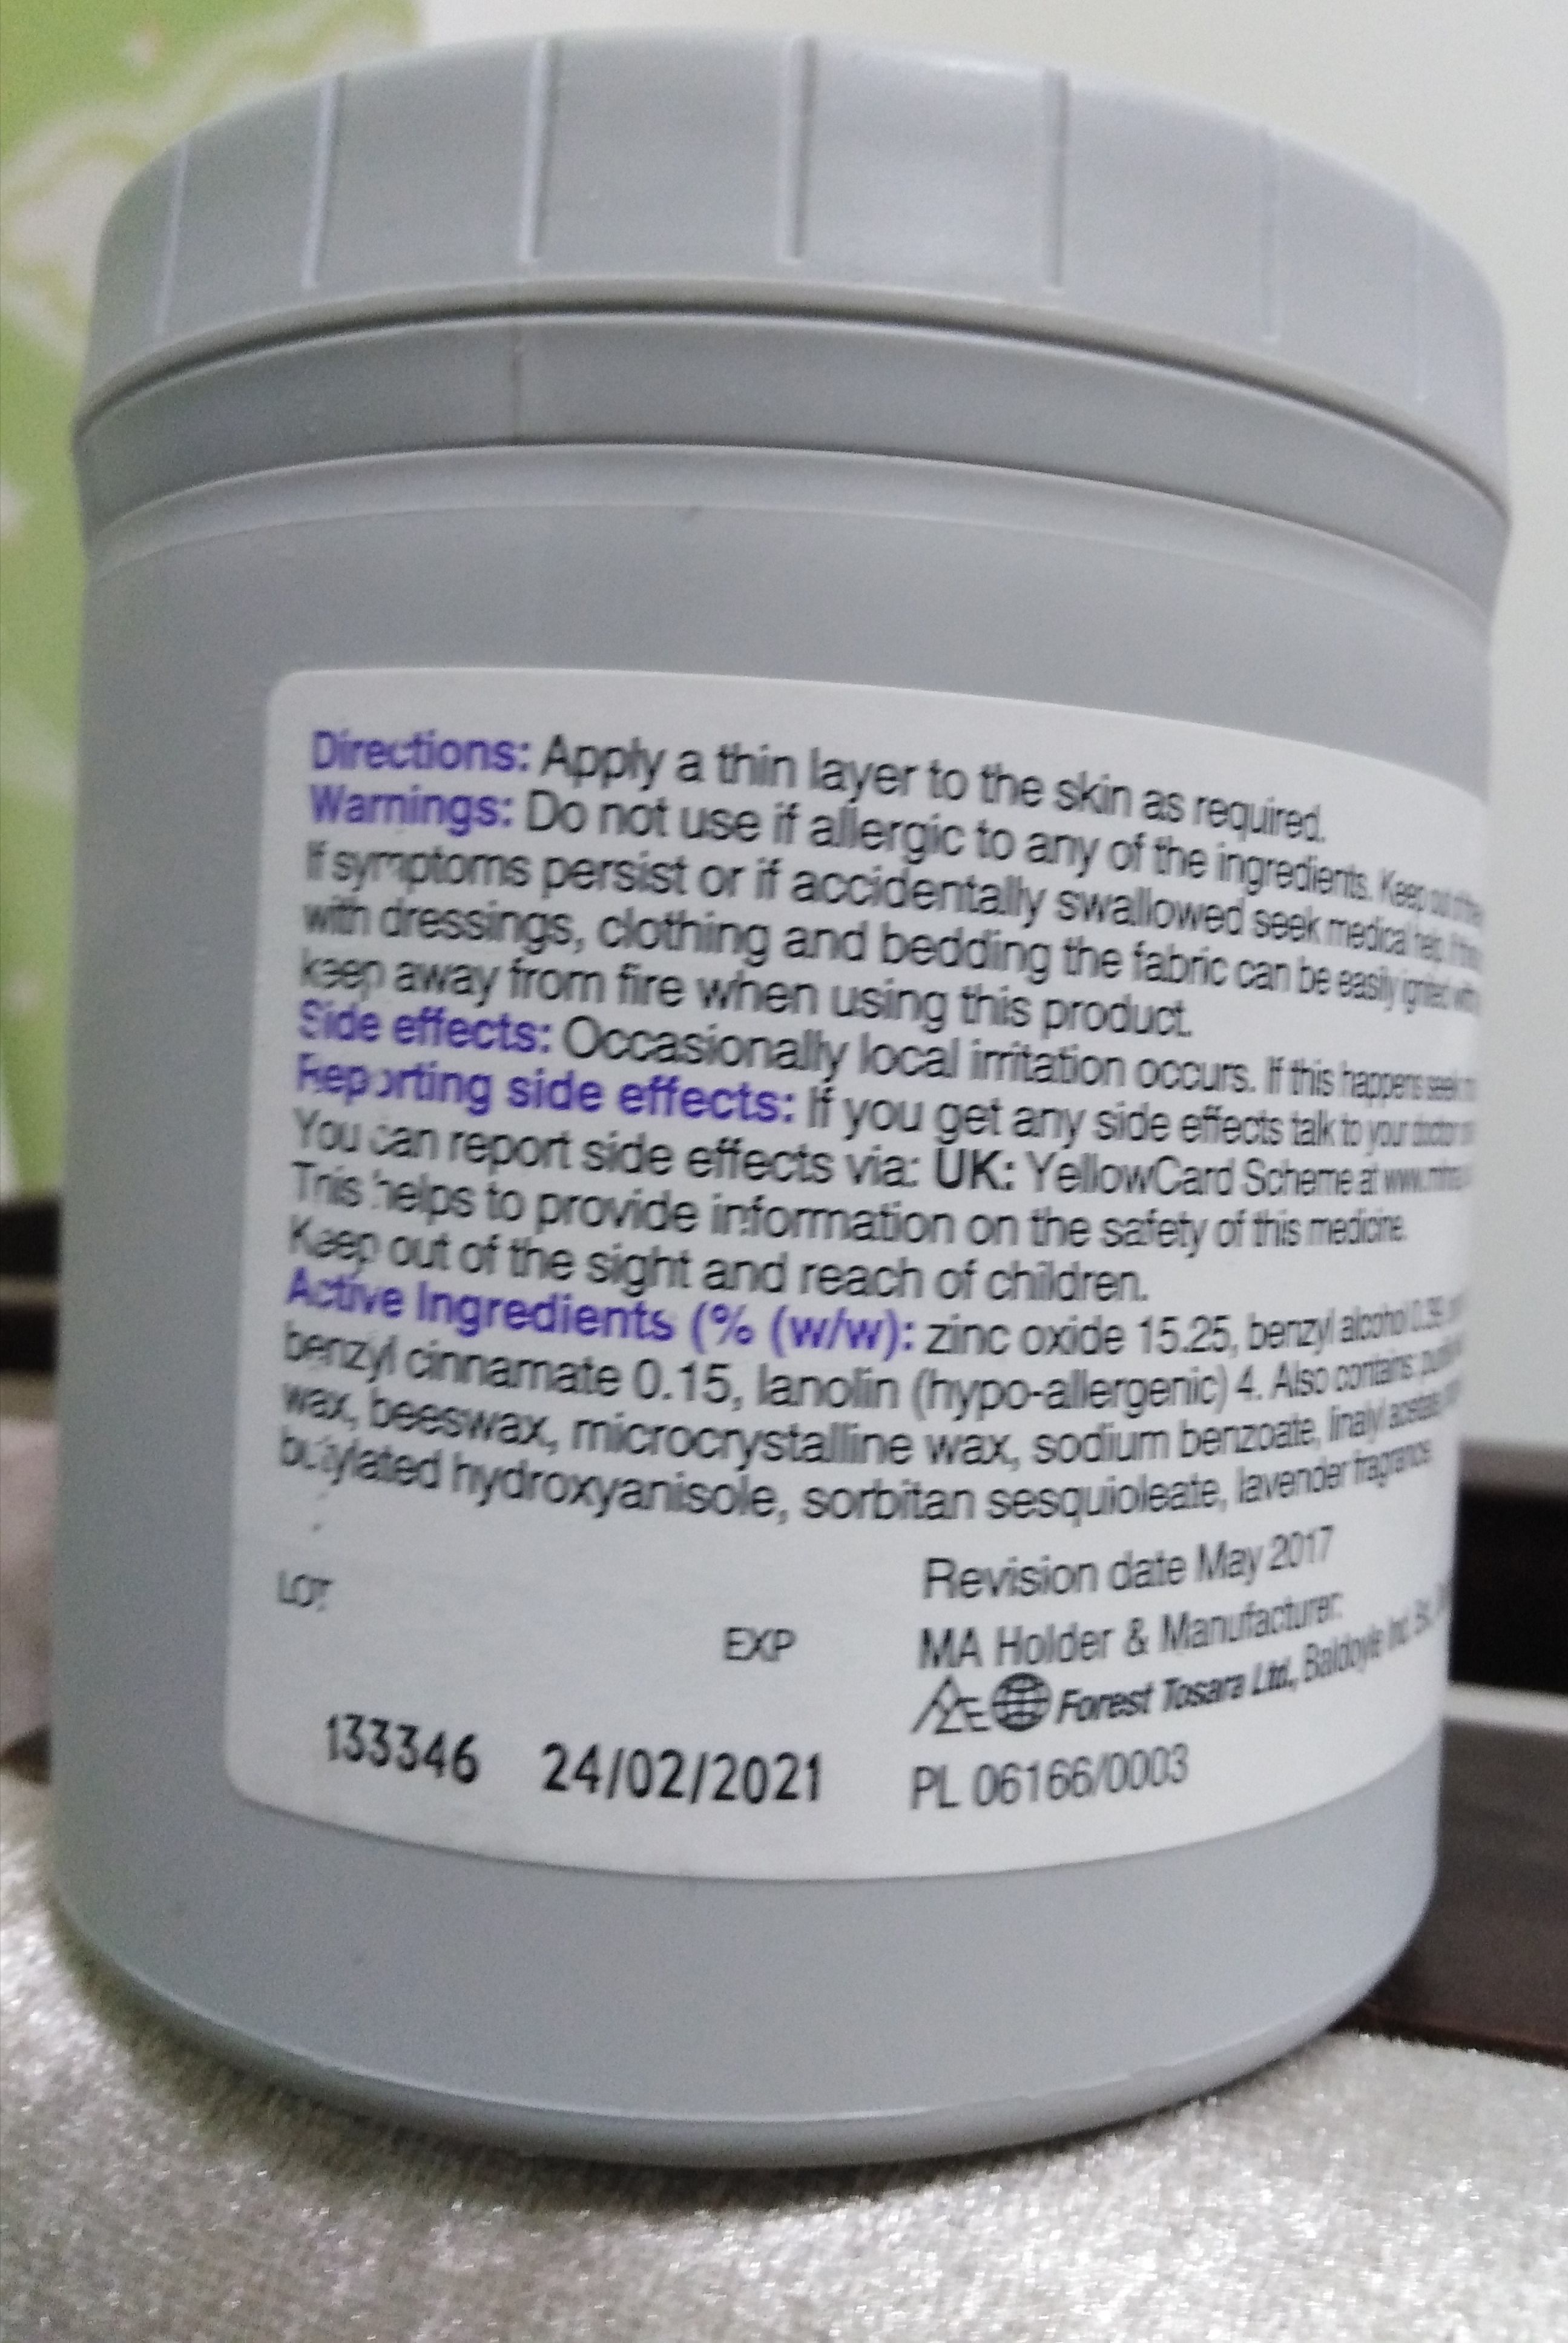 Directions: Apply a thin layer to the skin as required.
Warnings: Do not use if allergic to any of the ingredients. Keep out of the
If symptoms persist or if accidentally swallowed seek medical help.
with dressings, clothing and bedding the fabric can be easily ignited with
keep away from fire when using this product.
Side effects: Occasionally local irritation occurs. If this happens seek
Reporting side effects: If you get any side effects talk to your doctor
You can report side effects via: UK: YellowCard Scheme at
This helps to provide information on the safety of this medicine.
Keep out of the sight and reach of children.
Active Ingredients (% (w/w): zinc oxide 15.25, benzyl alcohol 0.39,
benzyl cinnamate 0.15, lanolin (hypo-allergenic) 4. Also contains:
wax, beeswax, microcrystalline wax, sodium benzoate, linalyl acetate,
butylated hydroxyanisole, sorbitan sesquioleate, lavender fragrance.
Revision date May 2017
LOT
EXP
MA Holder & Manufacturer:
Forest Tosara Ltd., Baldoyle Ind. Est.
133346 24/02/2021
PL 06166/0003